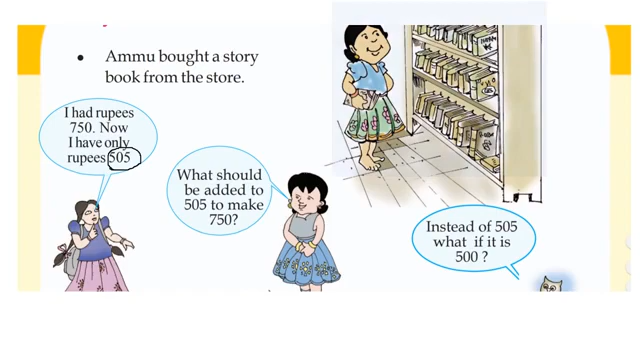 Ammu bought a story
book from the store.
I had rupees
750. Now
I have only
rupees 505
What should
be added to
505 to make
750?
Instead of 505
what if it is
500 ?